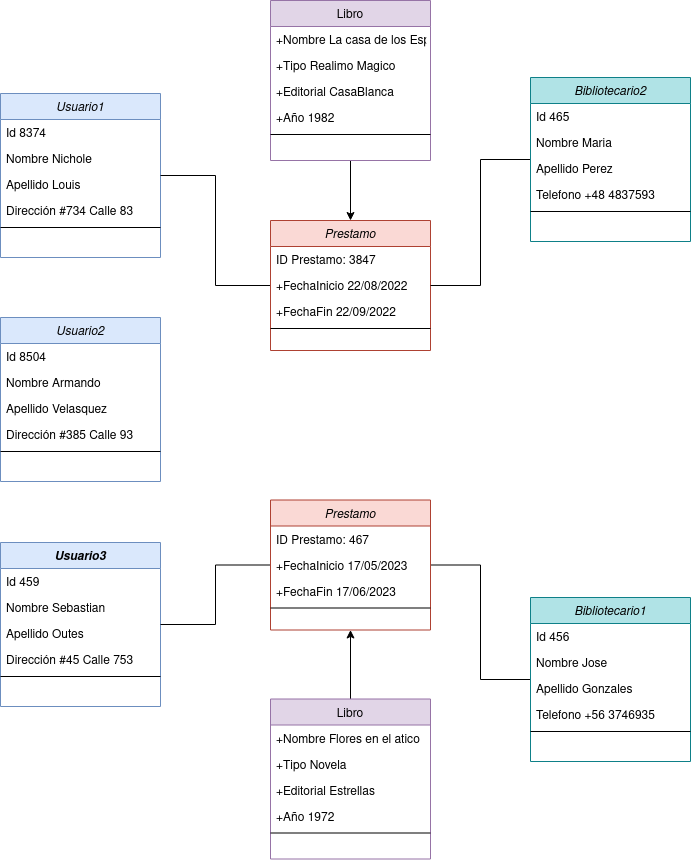 Libro
+Nombre La casa de los Esp
+Tipo Realimo Magico
+Editorial CasaBlanca
+Año 1982
Usuario1
Id 8374
Nombre Nichole
Apellido Louis
Dirección #734 Calle 83
Bibliotecario2
Id 465
Nombre Maria
Apellido Perez
Telefono +48 4837593
Prestamo
ID Prestamo: 3847
+FechaInicio 22/08/2022
+FechaFin 22/09/2022
Usuario2
Id 8504
Nombre Armando
Apellido Velasquez
Dirección #385 Calle 93
Prestamo
ID Prestamo: 467
+FechaInicio 17/05/2023
+FechaFin 17/06/2023
Usuario3
Id 459
Nombre Sebastian
Apellido Outes
Dirección #45 Calle 753
Bibliotecario1
Id 456
Nombre Jose
Apellido Gonzales
Telefono +56 3746935
Libro
+Nombre Flores en el atico
+Tipo Novela
+Editorial Estrellas
+Año 1972